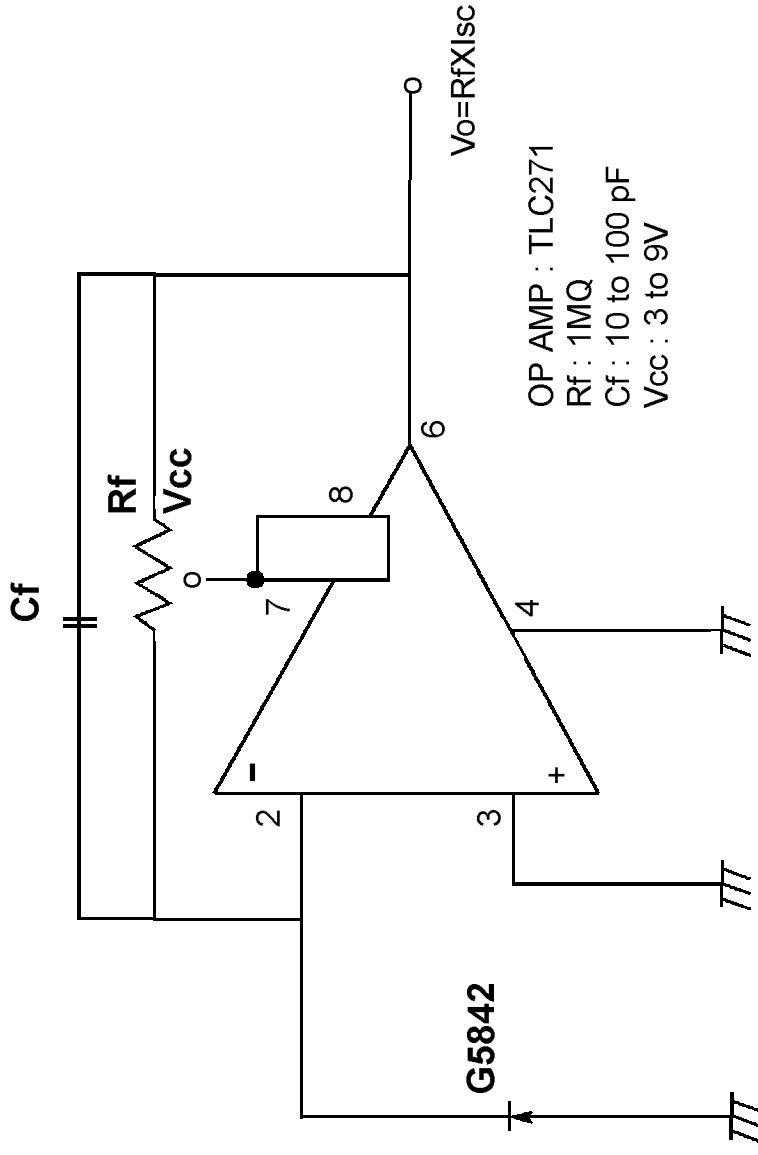 Cf
Rf
Vcc
7
8
2
-
6
Vo=RfXIsc
3
+
4
G5842
OP AMP : TLC271
Rf : 1MQ
Cf : 10 to 100 pF
Vcc : 3 to 9V